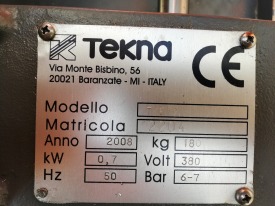 TEKNA
Via Monte Bisbino, 56
20021 Baranzate - MI - ITALY
CE
Modello
Matricola
Anno 2008 kg 180
kW 0,7 Volt 380
Hz 50 Bar 6-7